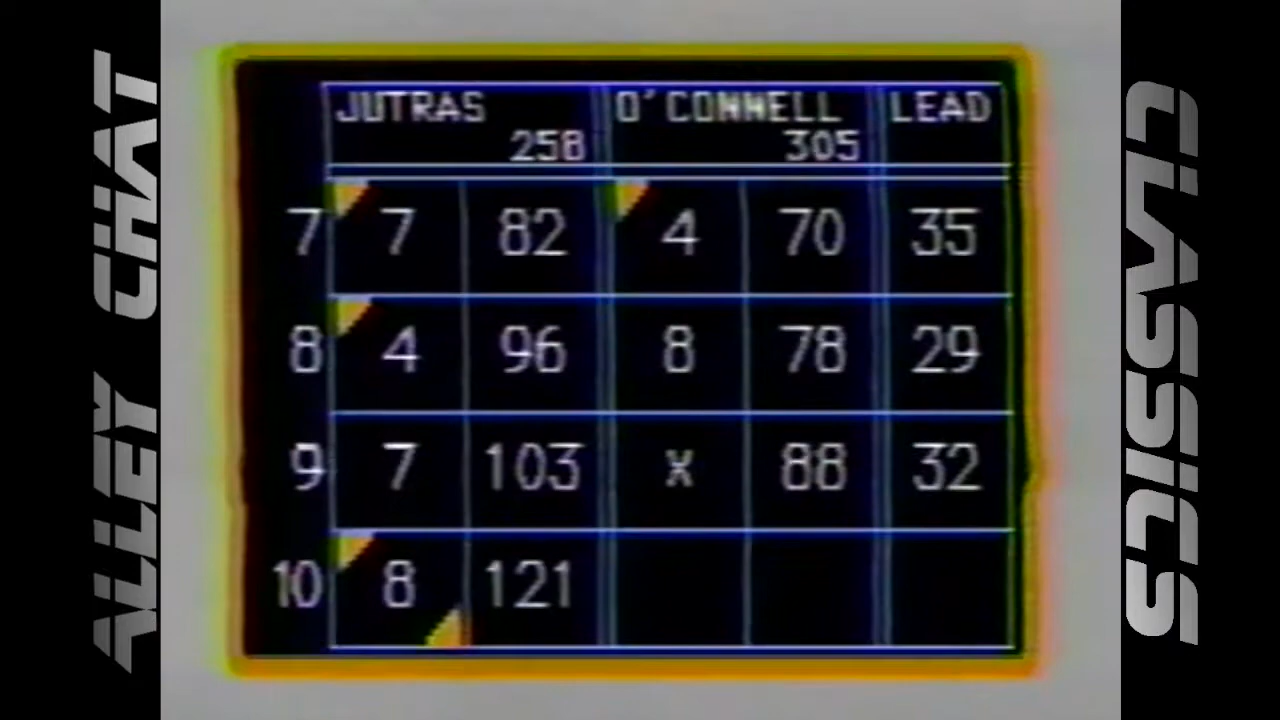 ALLEY CHAT
JUTRAS O'CONNELL LEAD
258 305
7 7 82 4 70 35
8 4 96 8 78 29
9 7 103 X 88 32
10 8 121
CLASSICS